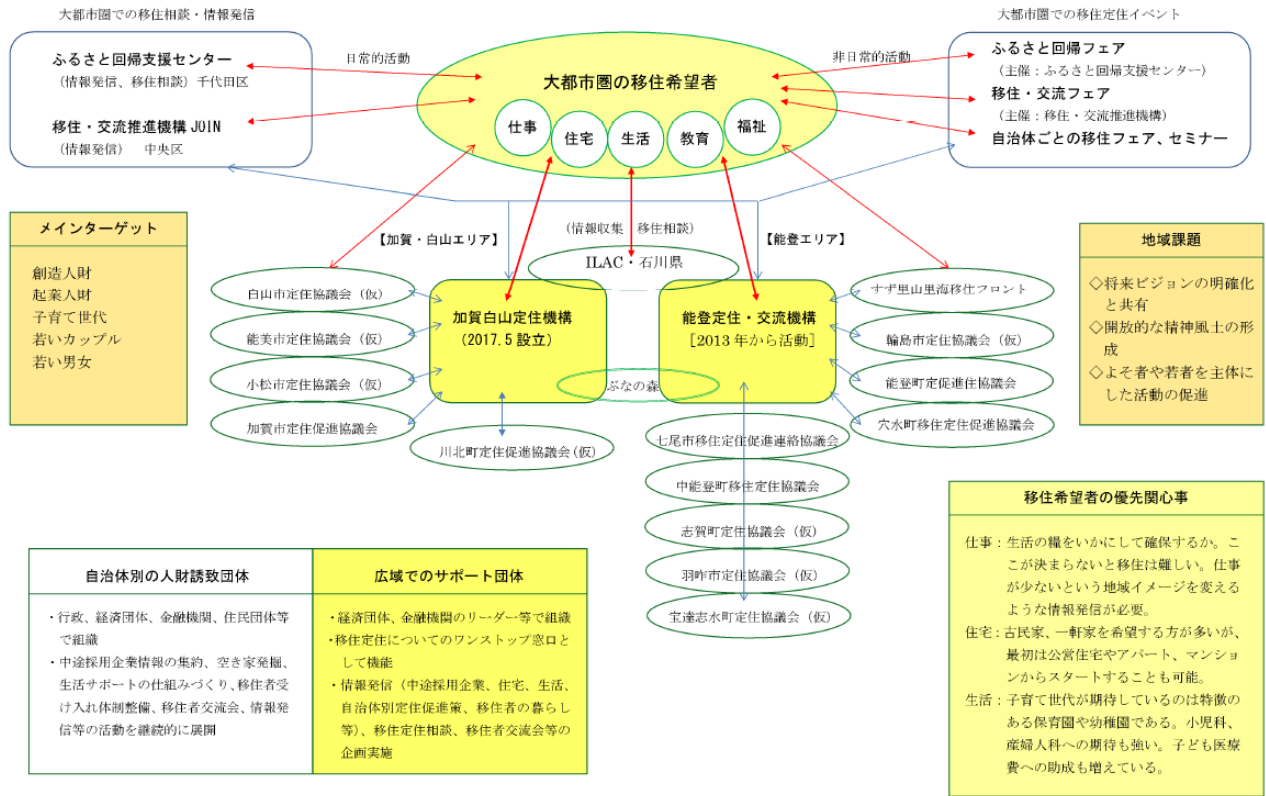 大都市圏での移住相談・情報発信
大都市圏での移住定住イベント
ふるさと回帰支援センター
（情報発信、移住相談）千代田区
移住・交流推進機構 JOIN
（情報発信）　中央区
日常的活動
非日常的活動
大都市圏の移住希望者
仕事
住宅
生活
教育
福祉
ふるさと回帰フェア
（主催：ふるさと回帰支援センター）
移住・交流フェア
（主催：移住・交流推進機構）
自治体ごとの移住フェア、セミナー
メインターゲット
創造人財
起業人財
子育て世代
若いカップル
若い男女
【加賀・白山エリア】
（情報収集　移住相談）
【能登エリア】
ILAC・石川県
白山市定住協議会（仮）
能美市定住協議会（仮）
小松市定住協議会（仮）
加賀市定住促進協議会
川北町定住促進協議会(仮)
加賀白山定住機構
（2017.5 設立）
能登定住・交流機構
［2013 年から活動］
ぶなの森
すず里山里海移住フロント
輪島市定住協議会（仮）
能登町定促進住協議会
穴水町移住定住促進協議会
七尾市移住定住促進連絡協議会
中能登町移住定住協議会
志賀町定住協議会（仮）
羽咋市定住協議会（仮）
宝達志水町定住協議会（仮）
地域課題
◇将来ビジョンの明確化
と共有
◇開放的な精神風土の形
成
◇よそ者や若者を主体に
した活動の促進
自治体別の人財誘致団体
・行政、経済団体、金融機関、住民団体等
で組織
・中途採用企業情報の集約、空き家発掘、
生活サポートの仕組みづくり、移住者受
け入れ体制整備、移住者交流会、情報発
信等の活動を継続的に展開
広域でのサポート団体
・経済団体、金融機関のリーダー等で組織
・移住定住についてのワンストップ窓口と
して機能
・情報発信（中途採用企業、住宅、生活、
自治体別定住促進策、移住者の暮らし
等）、移住定住相談、移住者交流会等の
企画実施
移住希望者の優先関心事
仕事：生活の糧をいかにして確保するか。こ
こが決まらないと移住は難しい。仕事
が少ないという地域イメージを変える
ような情報発信が必要。
住宅：古民家、一軒家を希望する方が多いが、
最初は公営住宅やアパート、マンショ
ンからスタートすることも可能。
生活：子育て世代が期待しているのは特徴の
ある保育園や幼稚園である。小児科、
産婦人科への期待も強い。子ども医療
費への助成も増えている。